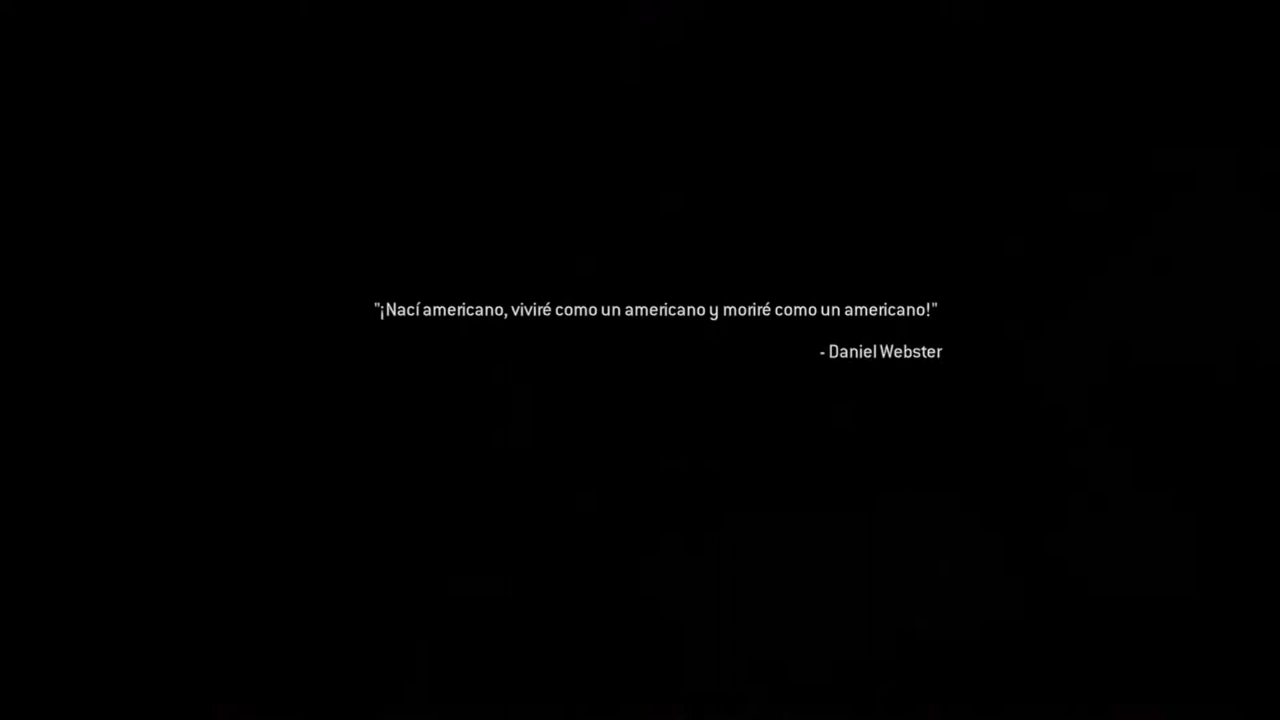 "¡Nací americano, viviré como un americano y moriré como un americano!"
- Daniel Webster